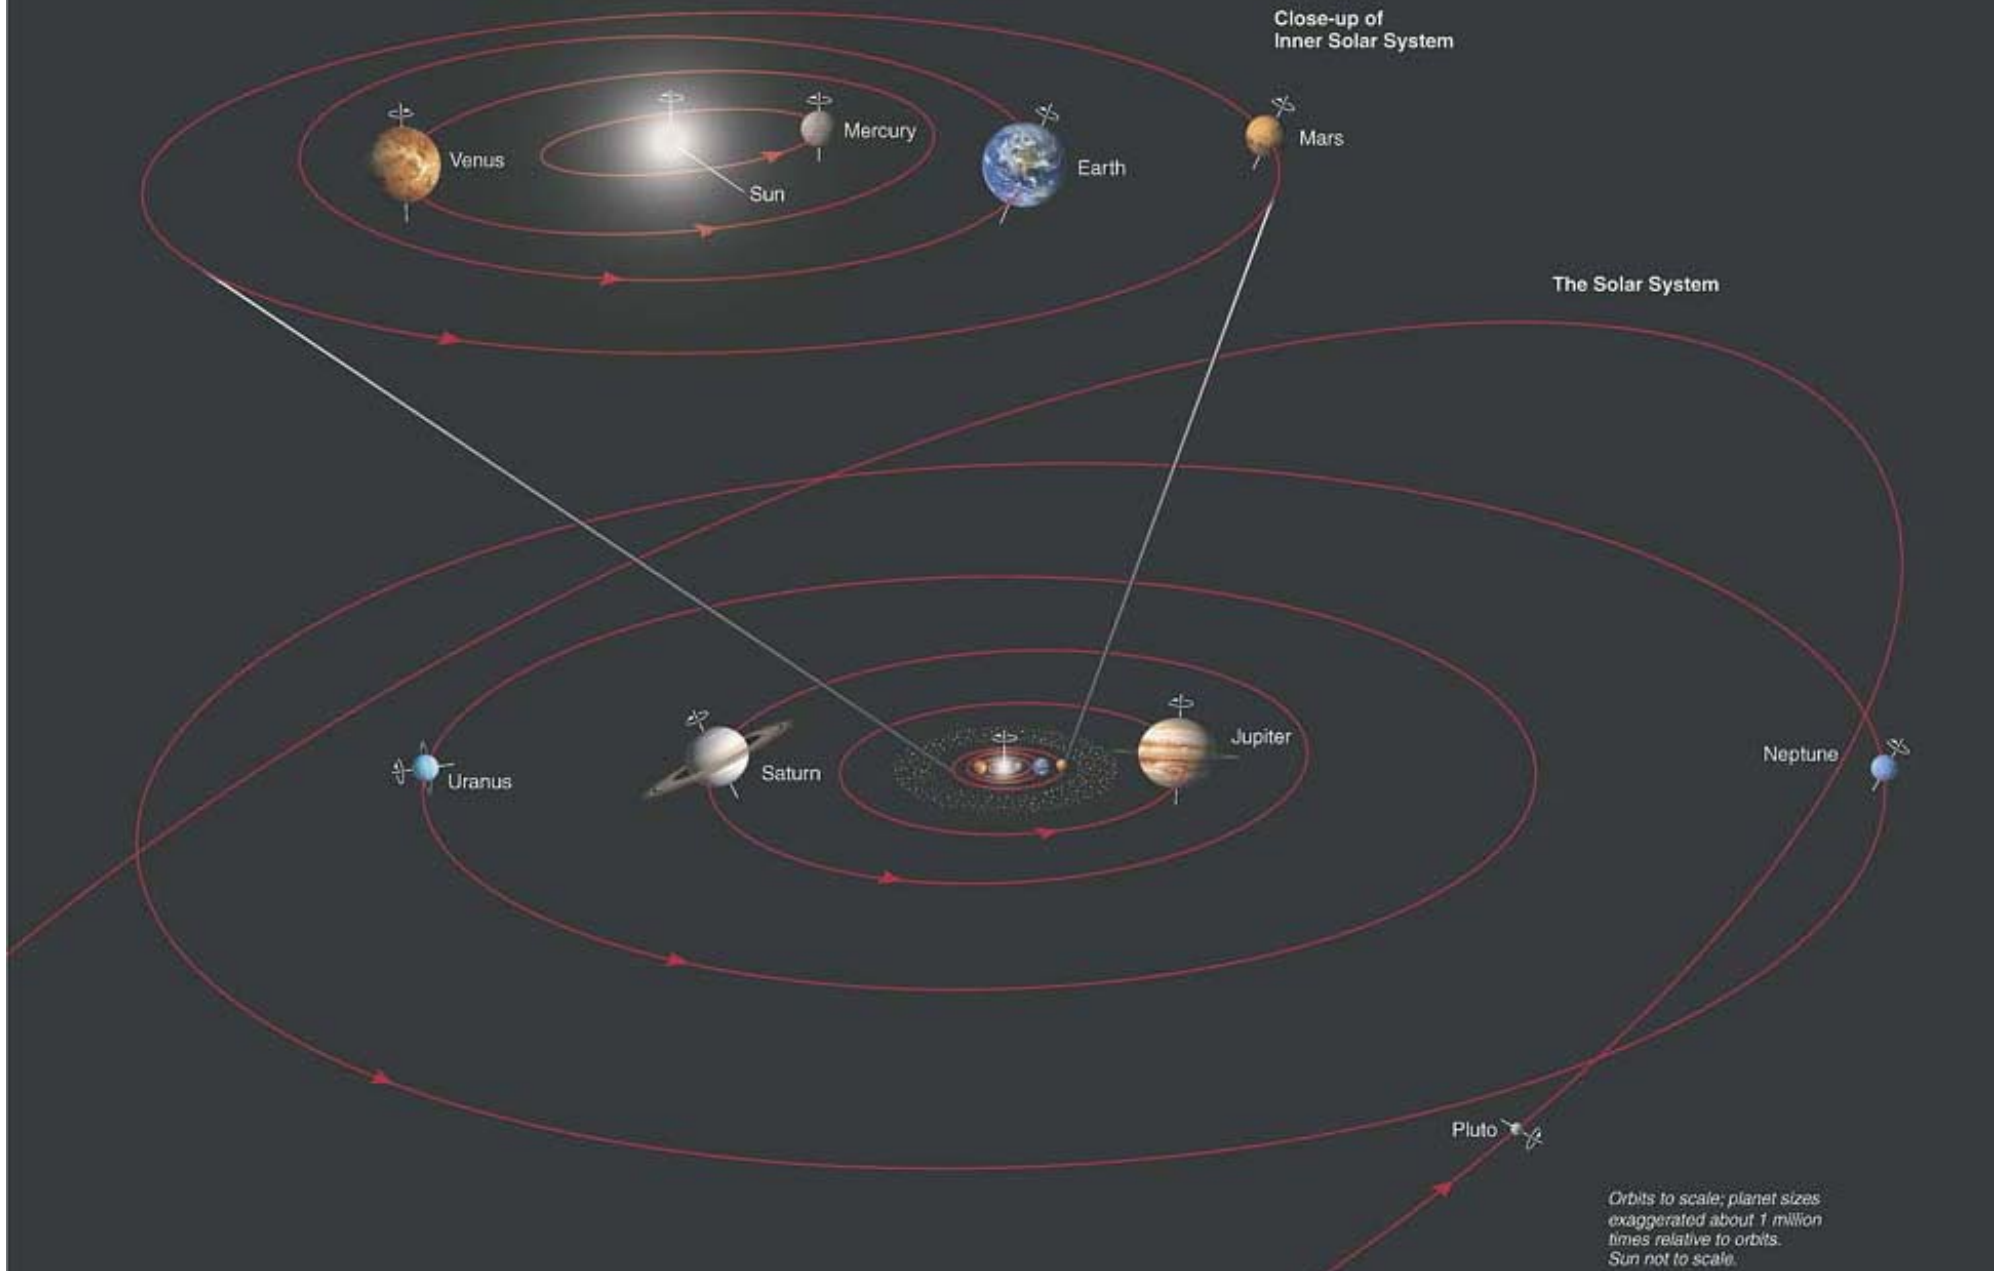 Close-up of
Inner Solar System
Mercury
Venus
Mars
Earth
Sun
The Solar System
Jupiter
Neptune
Saturn
Uranus
Pluto
Orbits to scale; planet sizes
exaggerated about 1 million
times relative to orbits.
Sun not to scale.